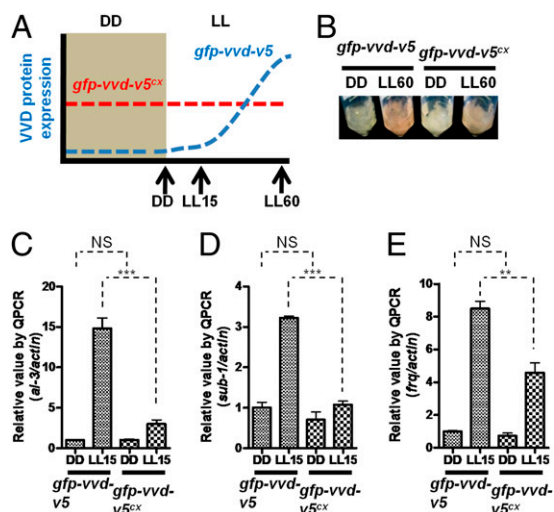 A
DD LL
gfp-vvd-v5
gfp-vvd-v5cx
VVD protein
expression
DD LL15 LL60
B
gfp-vvd-v5 gfp-vvd-v5cx
DD LL60 DD LL60
C
NS
***
Relative value by QPCR
(al-3/actin)
20
15
10
5
0
DD LL15 DD LL15
gfp-vvd-
v5
gfp-vvd-
v5cx
D
NS
***
Relative value by QPCR
(sub-1/actin)
4
3
2
1
0
DD LL15 DD LL15
gfp-vvd-
v5
gfp-vvd-
v5cx
E
NS
**
Relative value by QPCR
(frq/actin)
10
8
6
4
2
0
DD LL15 DD LL15
gfp-vvd-
v5
gfp-vvd-
v5cx